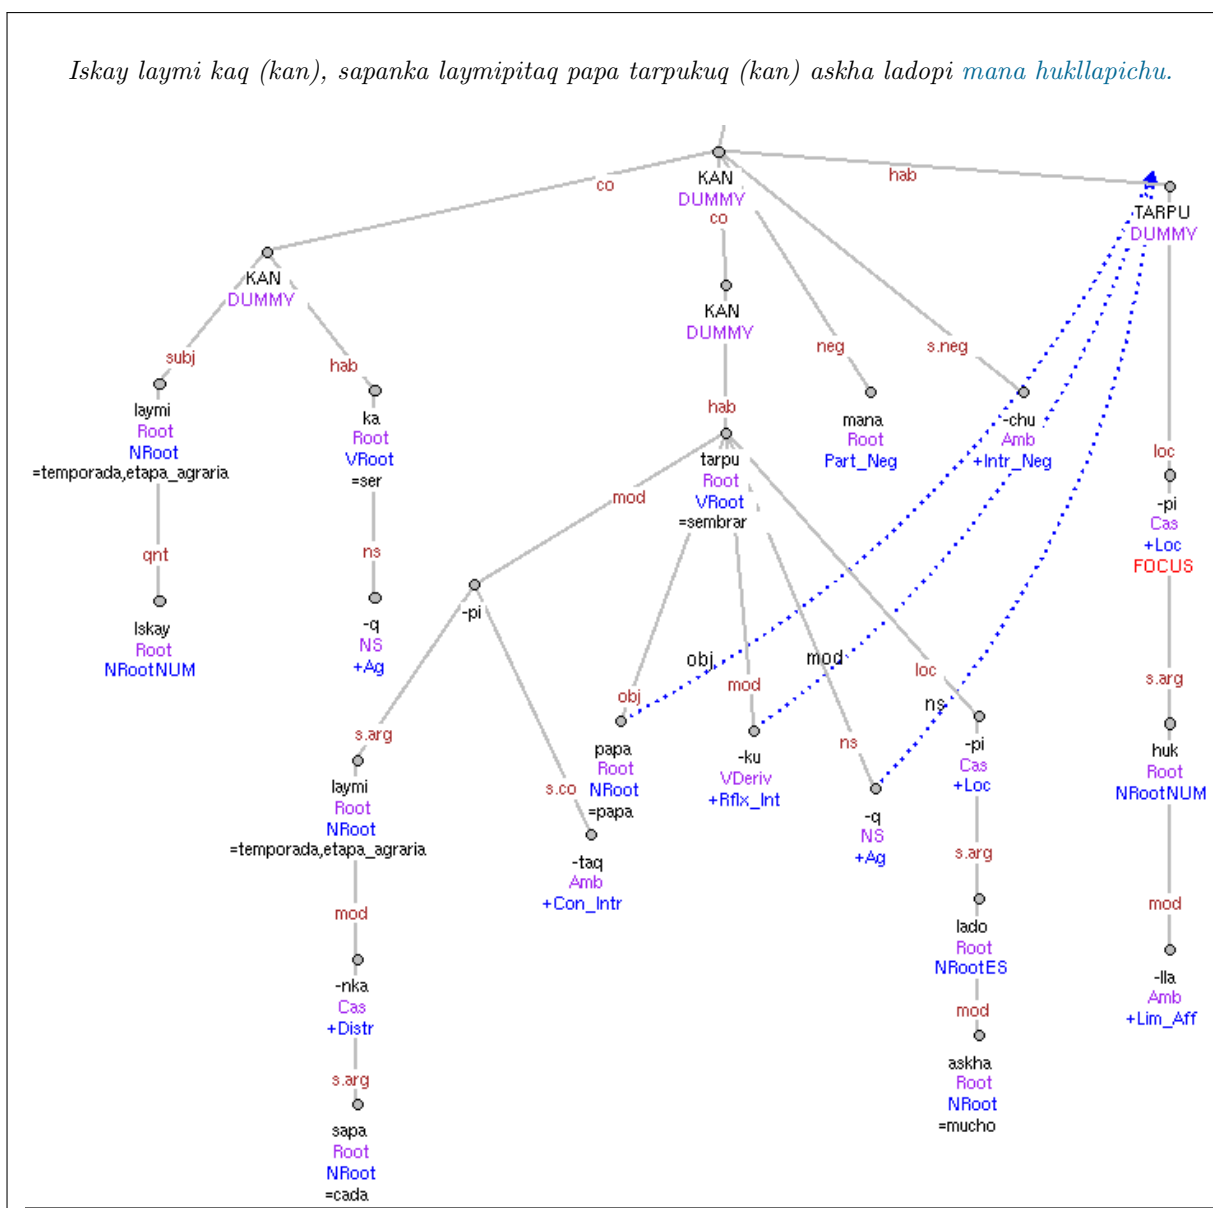 Iskay laymi kaq (kan), sapanka laymipitaq papa tarpukuq (kan) askha ladopi mana hukllapichu.
co
KAN
DUMMY
co
hab
TARPU
DUMMY
KAN
DUMMY
KAN
DUMMY
subj
hab
neg
s.neg
laymi
Root
NRoot
=temporada,etapa_agraria
ka
Root
VRoot
=ser
hab
tarpu
Root
VRoot
=sembrar
mana
Root
Part_Neg
-chu
Amb
+Intr_Neg
loc
-pi
Cas
+Loc
FOCUS
qnt
ns
mod
Iskay
Root
NRootNUM
-q
NS
+Ag
-pi
obj
mod
obj
mod
ns
loc
ns
s.arg
s.arg
s.co
laymi
Root
NRoot
=temporada,etapa_agraria
papa
Root
NRoot
=papa
-ku
VDeriv
+Rflx_Int
-pi
Cas
+Loc
huk
Root
NRootNUM
-taq
Amb
+Con_Intr
-q
NS
+Ag
s.arg
mod
mod
-nka
Cas
+Distr
lado
Root
NRootES
-lla
Amb
+Lim_Aff
mod
s.arg
askha
Root
NRoot
=mucho
sapa
Root
NRoot
=cada